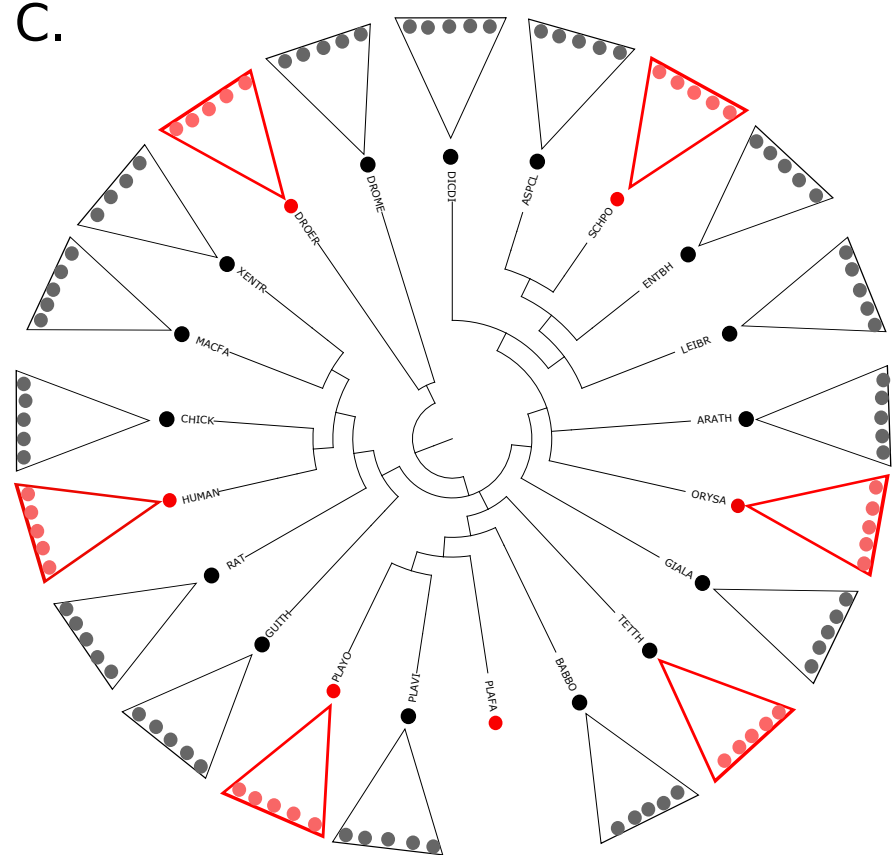 C.
DICDI
ASPCL
SCHPO
ENTBH
LEIBR
ARATH
ORYSA
GIALA
TETTH
BABBO
PLAFA
PLAVI
PLAYO
GUITH
RAT
HUMAN
CHICK
MACFA
XENTR
DROER
DROME